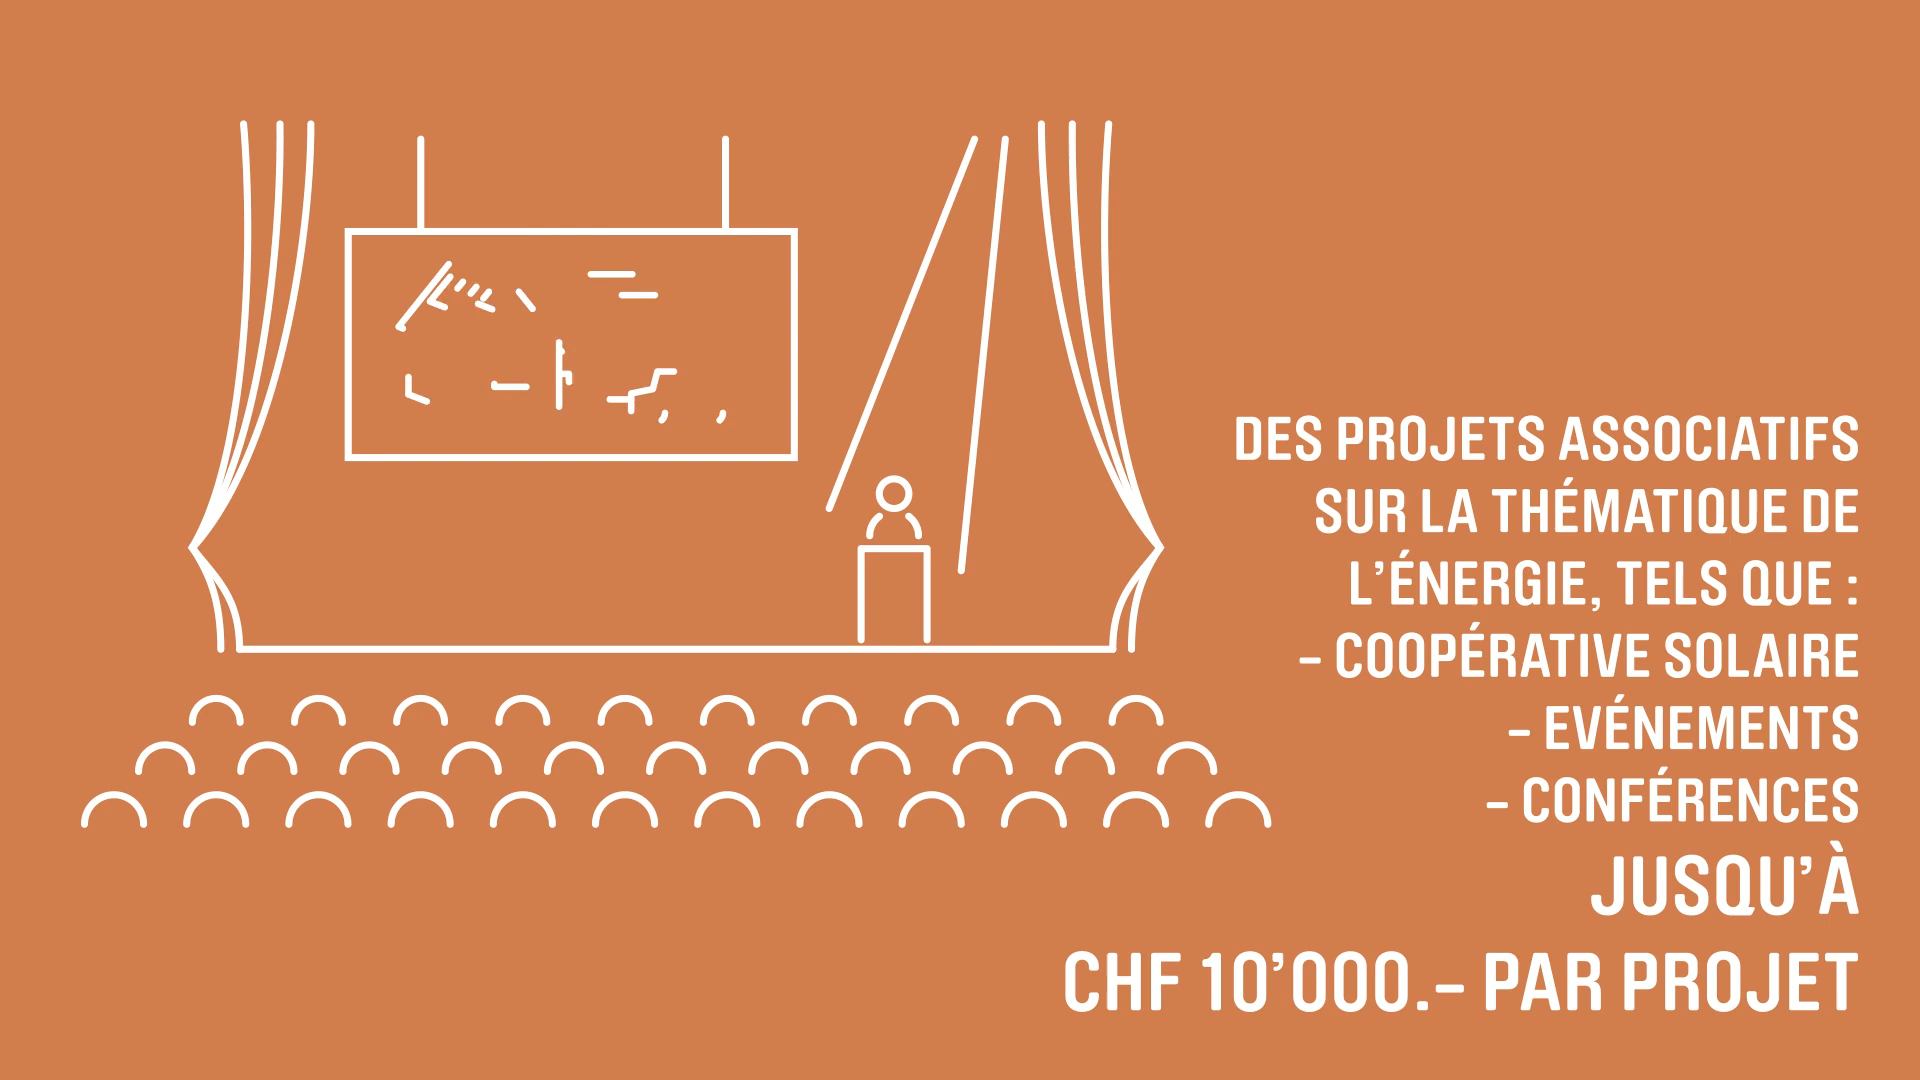 DES PROJETS ASSOCIATIFS
SUR LA THÉMATIQUE DE
L’ÉNERGIE, TELS QUE :
– COOPÉRATIVE SOLAIRE
– EVÉNEMENTS
– CONFÉRENCES
JUSQU’À
CHF 10’000.– PAR PROJET